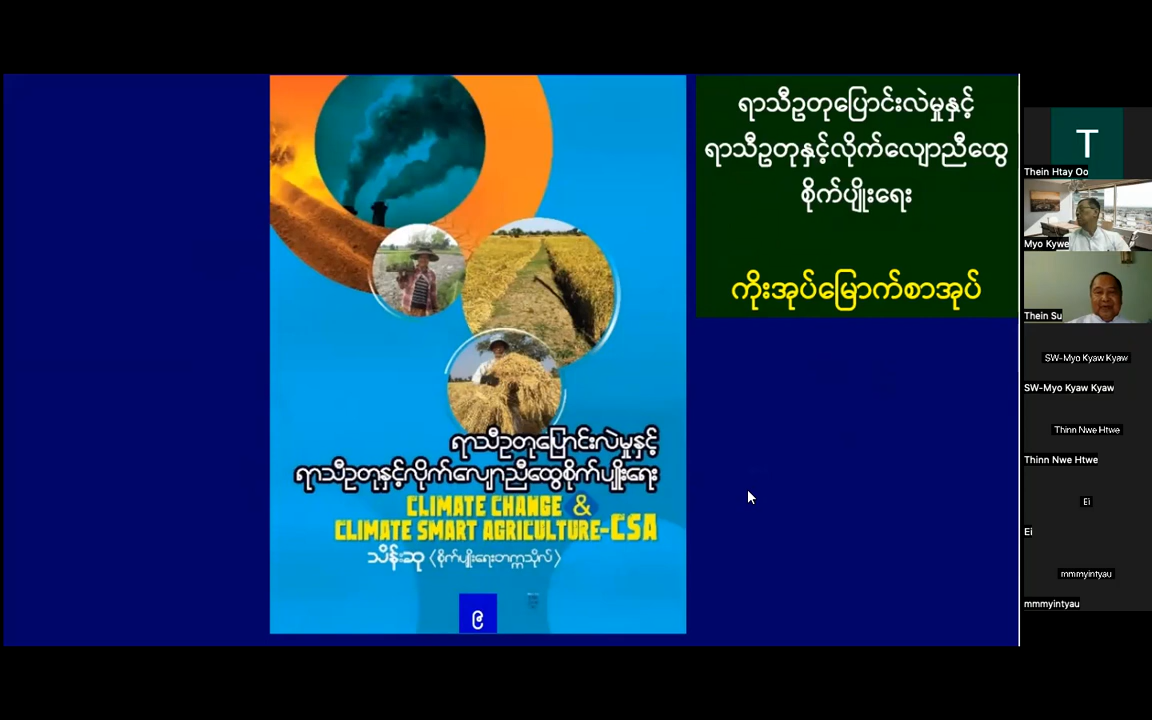 ရာသီဥတုပြောင်းလဲမှုနှင့်
ရာသီဥတုနှင့်လိုက်လျောညီထွေစိုက်ပျိုးရေး
CLIMATE CHANGE &
CLIMATE SMART AGRICULTURE-CSA
သိန်းဆု (စိုက်ပျိုးရေးတက္ကသိုလ်)
၉
ရာသီဥတုပြောင်းလဲမှုနှင့်
ရာသီဥတုနှင့်လိုက်လျောညီထွေ
စိုက်ပျိုးရေး
ကိုးအုပ်မြောက်စာအုပ်
T
Thein Htay Oo
Myo Kywe
Thein Su
SW-Myo Kyaw Kyaw
SW-Myo Kyaw Kyaw
Thinn Nwe Htwe
Thinn Nwe Htwe
Ei
Ei
mmmyintyau
mmmyintyau